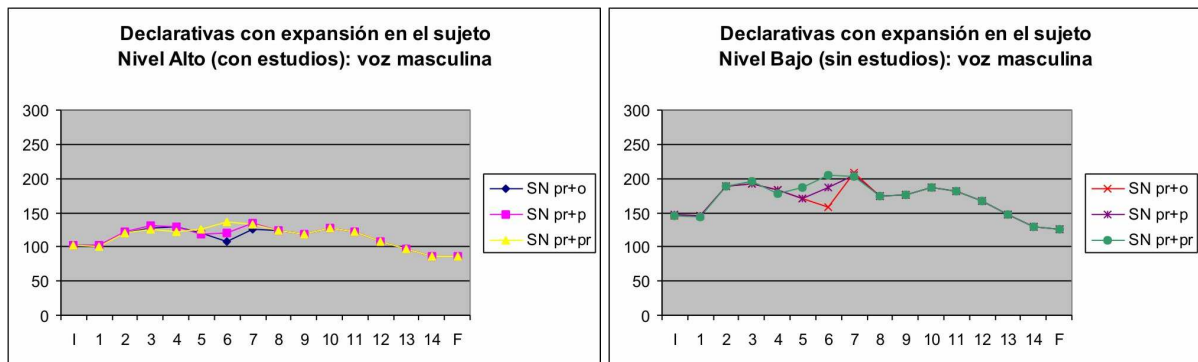 Declarativas con expansión en el sujeto
Nivel Alto (con estudios): voz masculina
300
250
200
150
100
50
0
I 1 2 3 4 5 6 7 8 9 10 11 12 13 14 F
SN pr+o
SN pr+p
SN pr+pr
Declarativas con expansión en el sujeto
Nivel Bajo (sin estudios): voz masculina
300
250
200
150
100
50
0
I 1 2 3 4 5 6 7 8 9 10 11 12 13 14 F
SN pr+o
SN pr+p
SN pr+pr